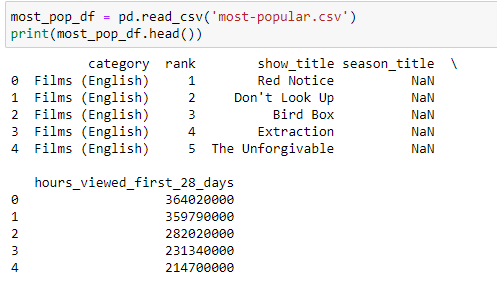 most_pop_df = pd.read_csv('most-popular.csv')
print(most_pop_df.head())
category rank show_title season_title \
0 Films (English) 1 Red Notice NaN
1 Films (English) 2 Don't Look Up NaN
2 Films (English) 3 Bird Box NaN
3 Films (English) 4 Extraction NaN
4 Films (English) 5 The Unforgivable NaN
hours_viewed_first_28_days
0 364020000
1 359790000
2 282020000
3 231340000
4 214700000